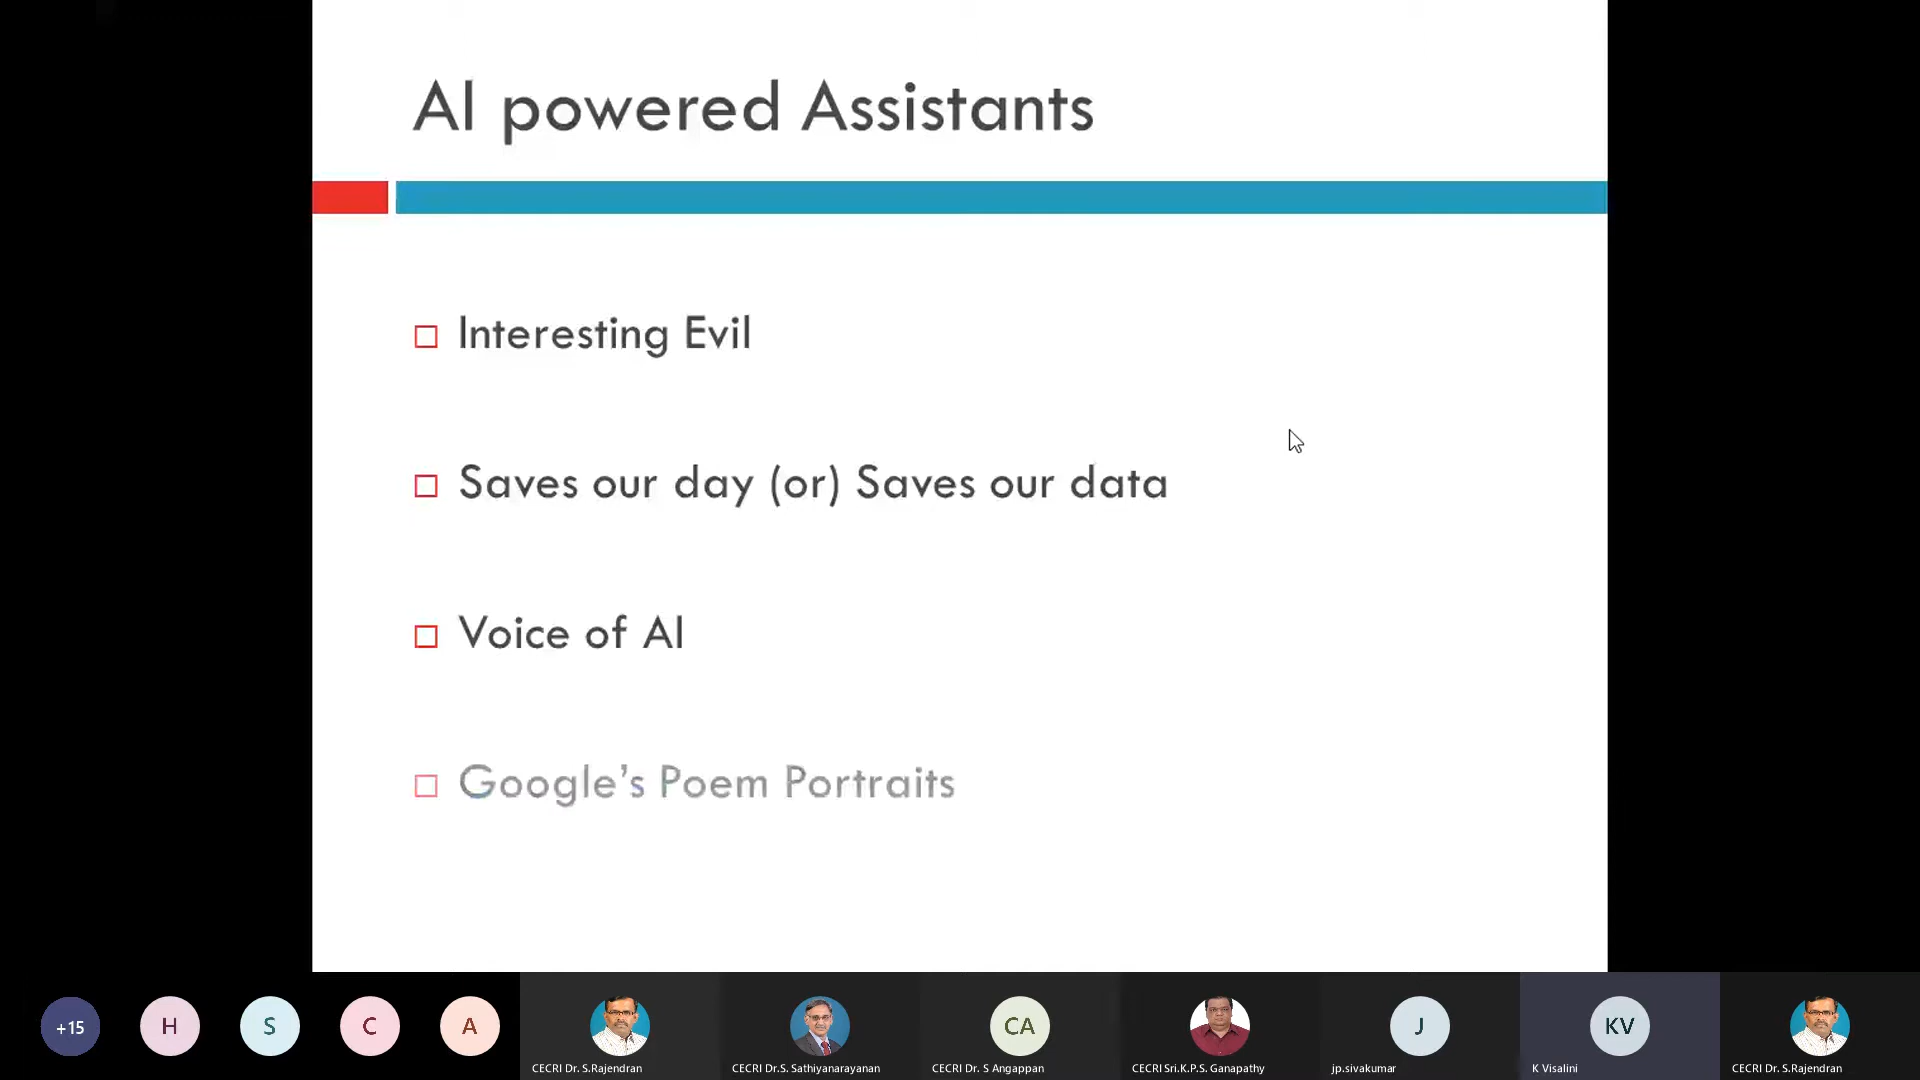 AI powered Assistants
Interesting Evil
Saves our day (or) Saves our data
Voice of AI
Google's Poem Portraits
+15
H
S
C
A
CA
J
KV
CECRI Dr. S.Rajendran
CECRI Dr.S. Sathiyanarayanan
CECRI Dr. S Angappan
CECRI Sri.K.P.S. Ganapathy
jp.sivakumar
K Visalini
CECRI Dr. S.Rajendran